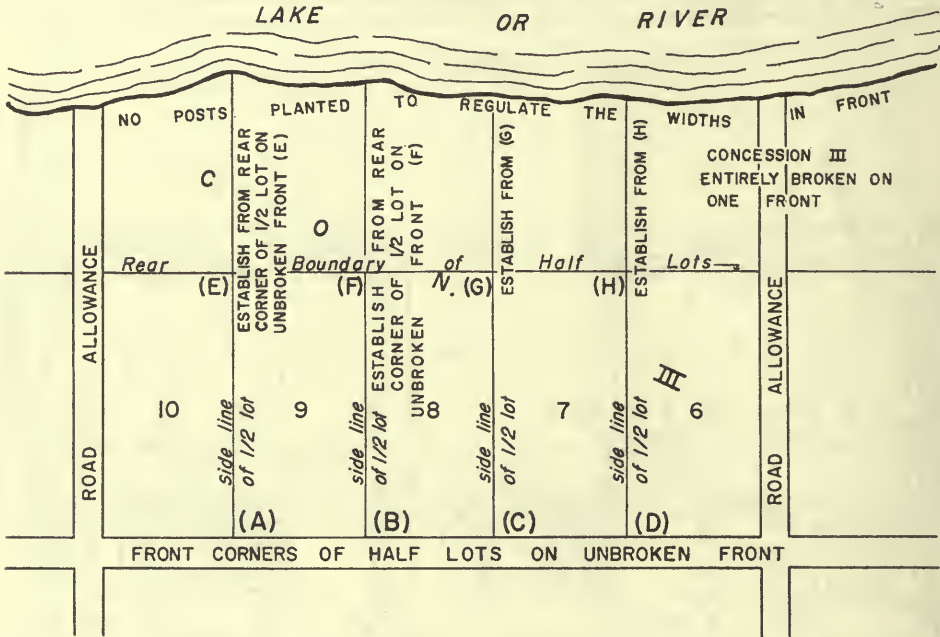 LAKE OR RIVER
NO POSTS PLANTED TO REGULATE THE WIDTHS IN FRONT
CONCESSION III
ENTIRELY BROKEN ON
ONE FRONT
C O N. III
ESTABLISH FROM REAR
CORNER OF 1/2 LOT ON
UNBROKEN FRONT (E)
ESTABLISH FROM REAR
CORNER OF 1/2 LOT ON
UNBROKEN FRONT (F)
ESTABLISH FROM (G)
ESTABLISH FROM (H)
Rear Boundary of Half Lots
(E) (F) (G) (H)
ROAD ALLOWANCE
ROAD ALLOWANCE
10 9 8 7 6
side line
of 1/2 lot
side line
of 1/2 lot
side line
of 1/2 lot
side line
of 1/2 lot
(A) (B) (C) (D)
FRONT CORNERS OF HALF LOTS ON UNBROKEN FRONT